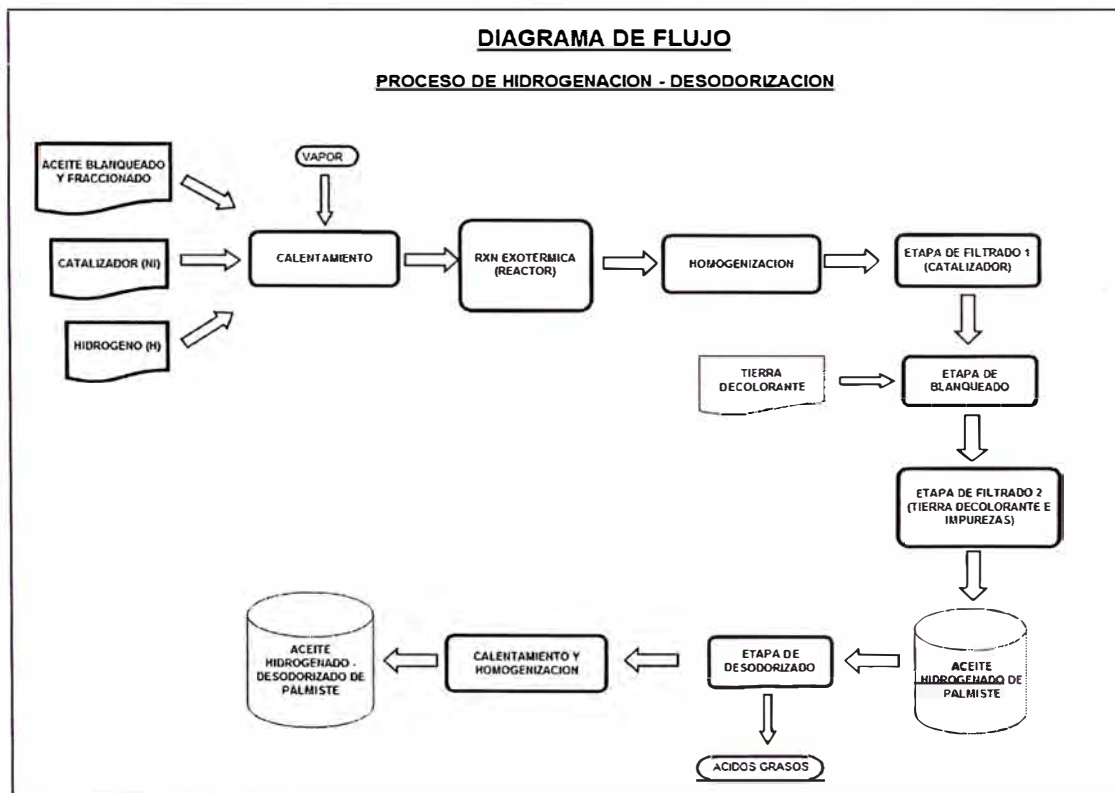 DIAGRAMA DE FLUJO
PROCESO DE HIDROGENACION - DESODORIZACION
ACEITE BLANQUEADO
Y FRACCIONADO
VAPOR
CATALIZADOR (NI)
CALENTAMIENTO
RXN EXOTERMICA
(REACTOR)
HOMOGENIZACION
ETAPA DE FILTRADO 1
(CATALIZADOR)
HIDROGENO (H)
TIERRA
DECOLORANTE
ETAPA DE
BLANQUEADO
ETAPA DE FILTRADO 2
(TIERRA DECOLORANTE E
IMPUREZAS)
ACEITE
HIDROGENADO DE
PALMISTE
ETAPA DE
DESODORIZADO
CALENTAMIENTO Y
HOMOGENIZACION
ACEITE
HIDROGENADO -
DESODORIZADO DE
PALMISTE
ACIDOS GRASOS